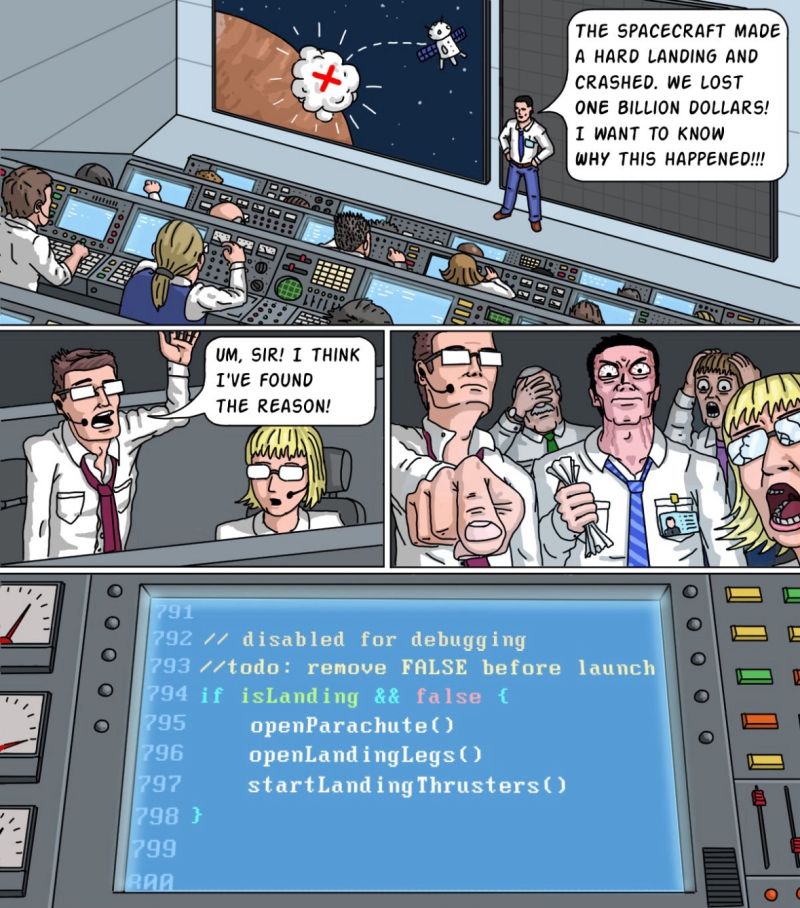 THE SPACECRAFT MADE
A HARD LANDING AND
CRASHED. WE LOST
ONE BILLION DOLLARS!
I WANT TO KNOW
WHY THIS HAPPENED!!!
UM, SIR! I THINK
I'VE FOUND
THE REASON!
791
792 // disabled for debugging
793 //todo: remove FALSE before launch
794 if isLanding && false {
795 openParachute()
796 openLandingLegs()
797 startLandingThrusters()
798 }
799
800